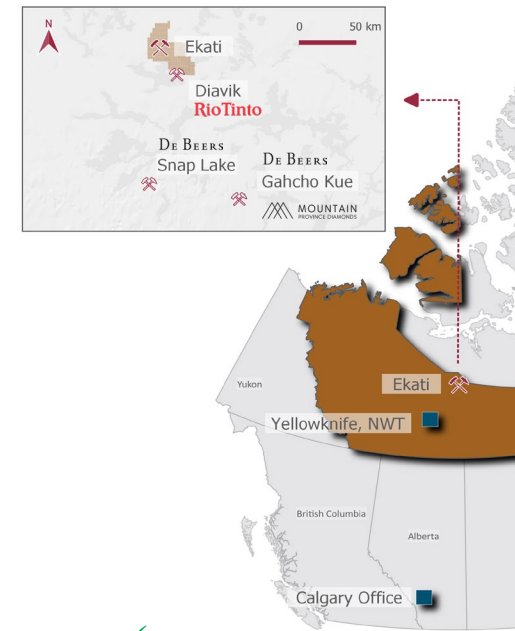 N
0 50 km
Ekati
Diavik
RioTinto
DE BEERS
Snap Lake
DE BEERS
Gahcho Kue
MOUNTAIN
PROVINCE DIAMONDS
Ekati
Yukon
Yellowknife, NWT
British Columbia
Alberta
Calgary Office